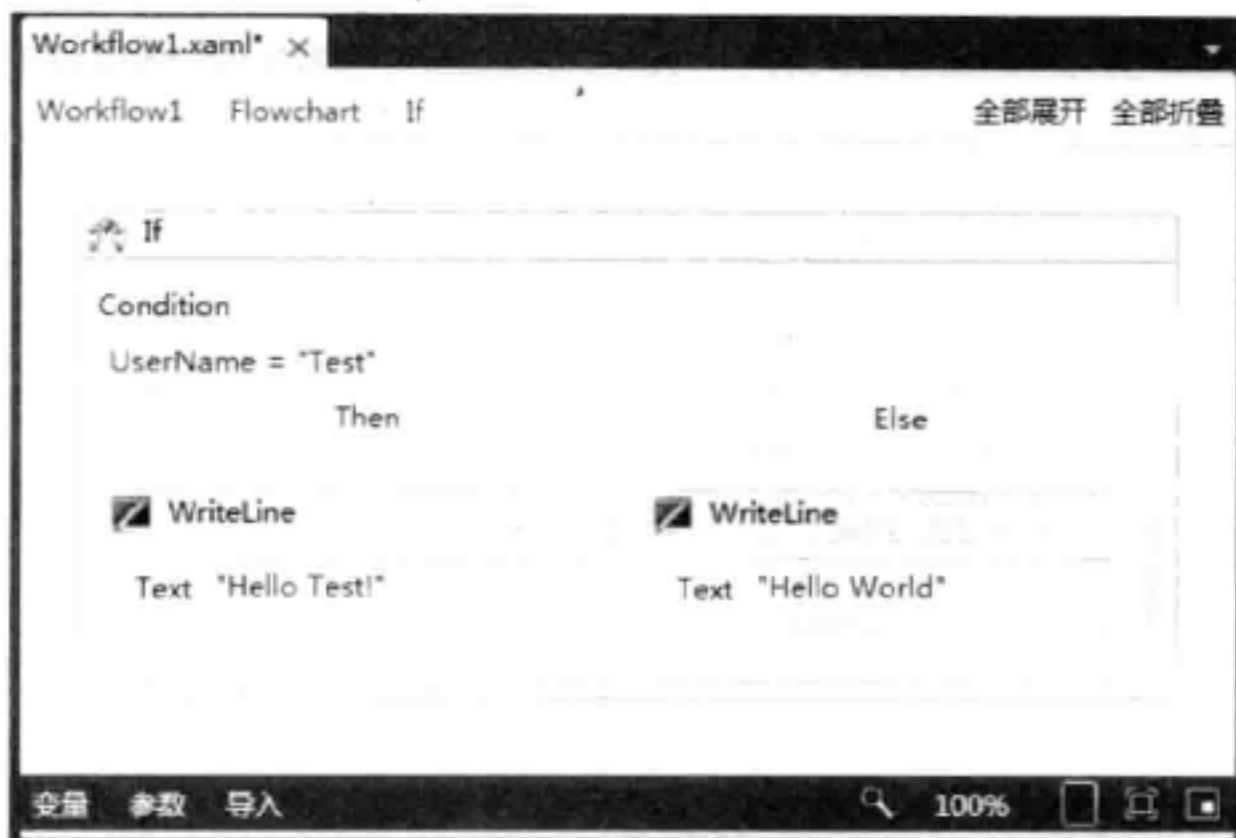 Workflow1.xaml* ×
Workflow1 Flowchart If 全部展开 全部折叠
If
Condition
UserName = "Test"
Then Else
WriteLine WriteLine
Text "Hello Test!" Text "Hello World"
变量 参数 导入 100%